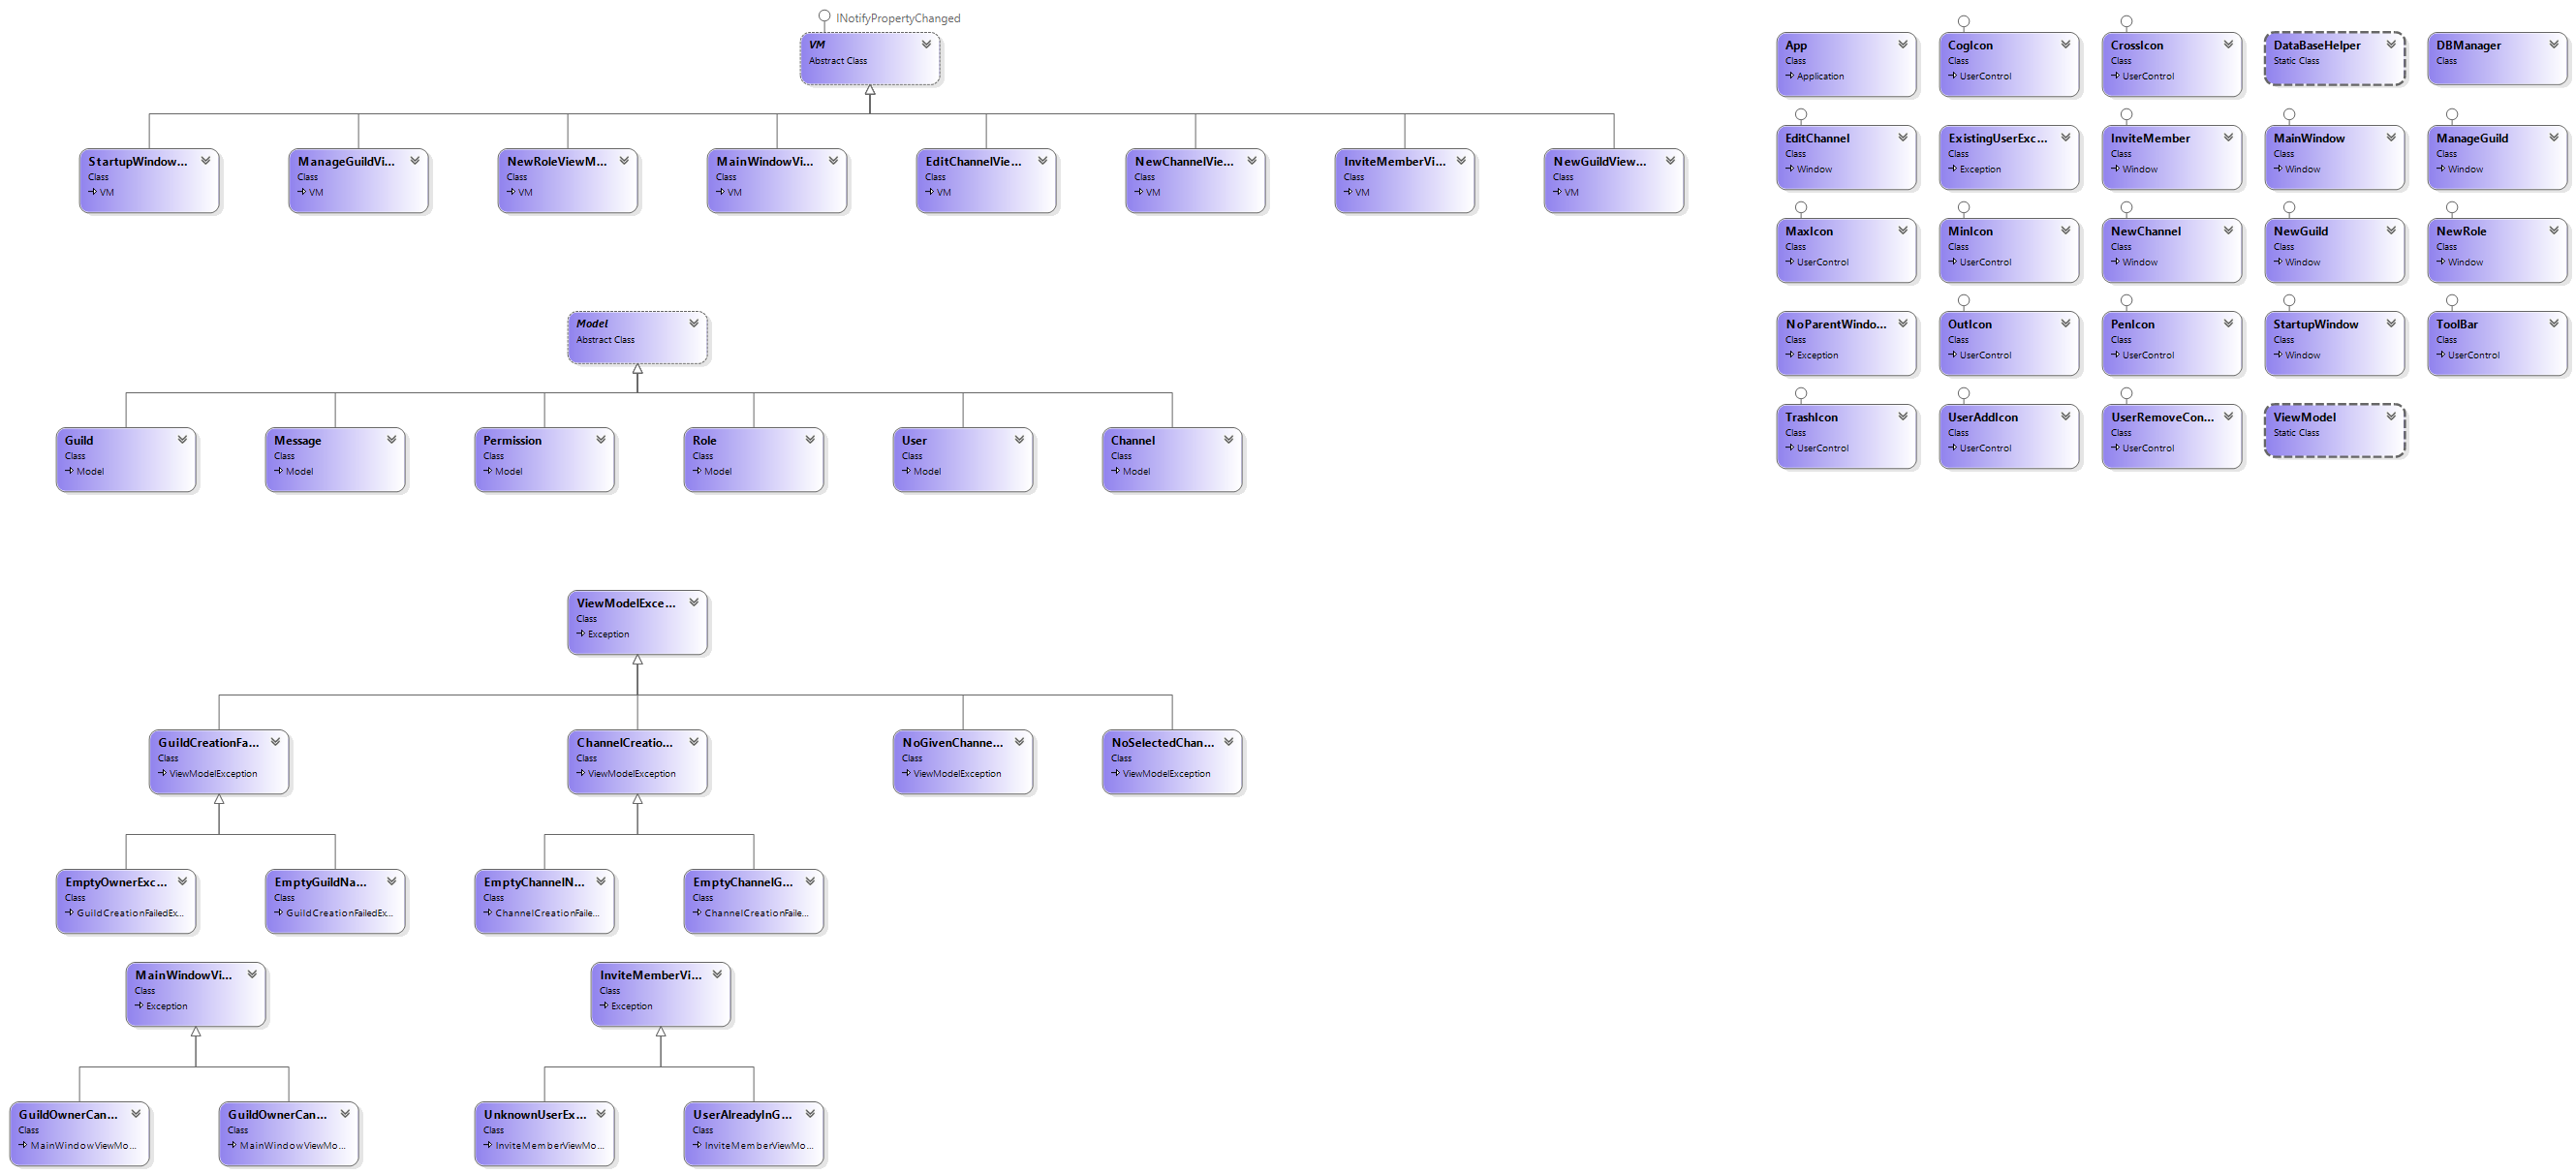 INotifyPropertyChanged
VM
Abstract Class
StartupWindow...
Class
VM
ManageGuildVi...
Class
VM
NewRoleViewM...
Class
VM
MainWindowVi...
Class
VM
EditChannelVie...
Class
VM
NewChannelVie...
Class
VM
InviteMemberVi...
Class
VM
NewGuildView...
Class
VM
Model
Abstract Class
Guild
Class
Model
Message
Class
Model
Permission
Class
Model
Role
Class
Model
User
Class
Model
Channel
Class
Model
ViewModelExce...
Class
Exception
GuildCreationFa...
Class
ViewModelException
ChannelCreatio...
Class
ViewModelException
NoGivenChanne...
Class
ViewModelException
NoSelectedChan...
Class
ViewModelException
EmptyOwnerExc...
Class
GuildCreationFailedEx...
EmptyGuildNa...
Class
GuildCreationFailedEx...
EmptyChannelN...
Class
ChannelCreationFaile...
EmptyChannelG...
Class
ChannelCreationFaile...
MainWindowVi...
Class
Exception
InviteMemberVi...
Class
Exception
GuildOwnerCan...
Class
MainWindowViewMo...
GuildOwnerCan...
Class
MainWindowViewMo...
UnknownUserEx...
Class
InviteMemberViewMo...
UserAlreadyInG...
Class
InviteMemberViewMo...
App
Class
Application
CogIcon
Class
UserControl
CrossIcon
Class
UserControl
DataBaseHelper
Static Class
DBManager
Class
EditChannel
Class
Window
ExistingUserExc...
Class
Exception
InviteMember
Class
Window
MainWindow
Class
Window
ManageGuild
Class
Window
MaxIcon
Class
UserControl
MinIcon
Class
UserControl
NewChannel
Class
Window
NewGuild
Class
Window
NewRole
Class
Window
NoParentWindo...
Class
Exception
OutIcon
Class
UserControl
PenIcon
Class
UserControl
StartupWindow
Class
Window
ToolBar
Class
UserControl
TrashIcon
Class
UserControl
UserAddIcon
Class
UserControl
UserRemoveCon...
Class
UserControl
ViewModel
Static Class